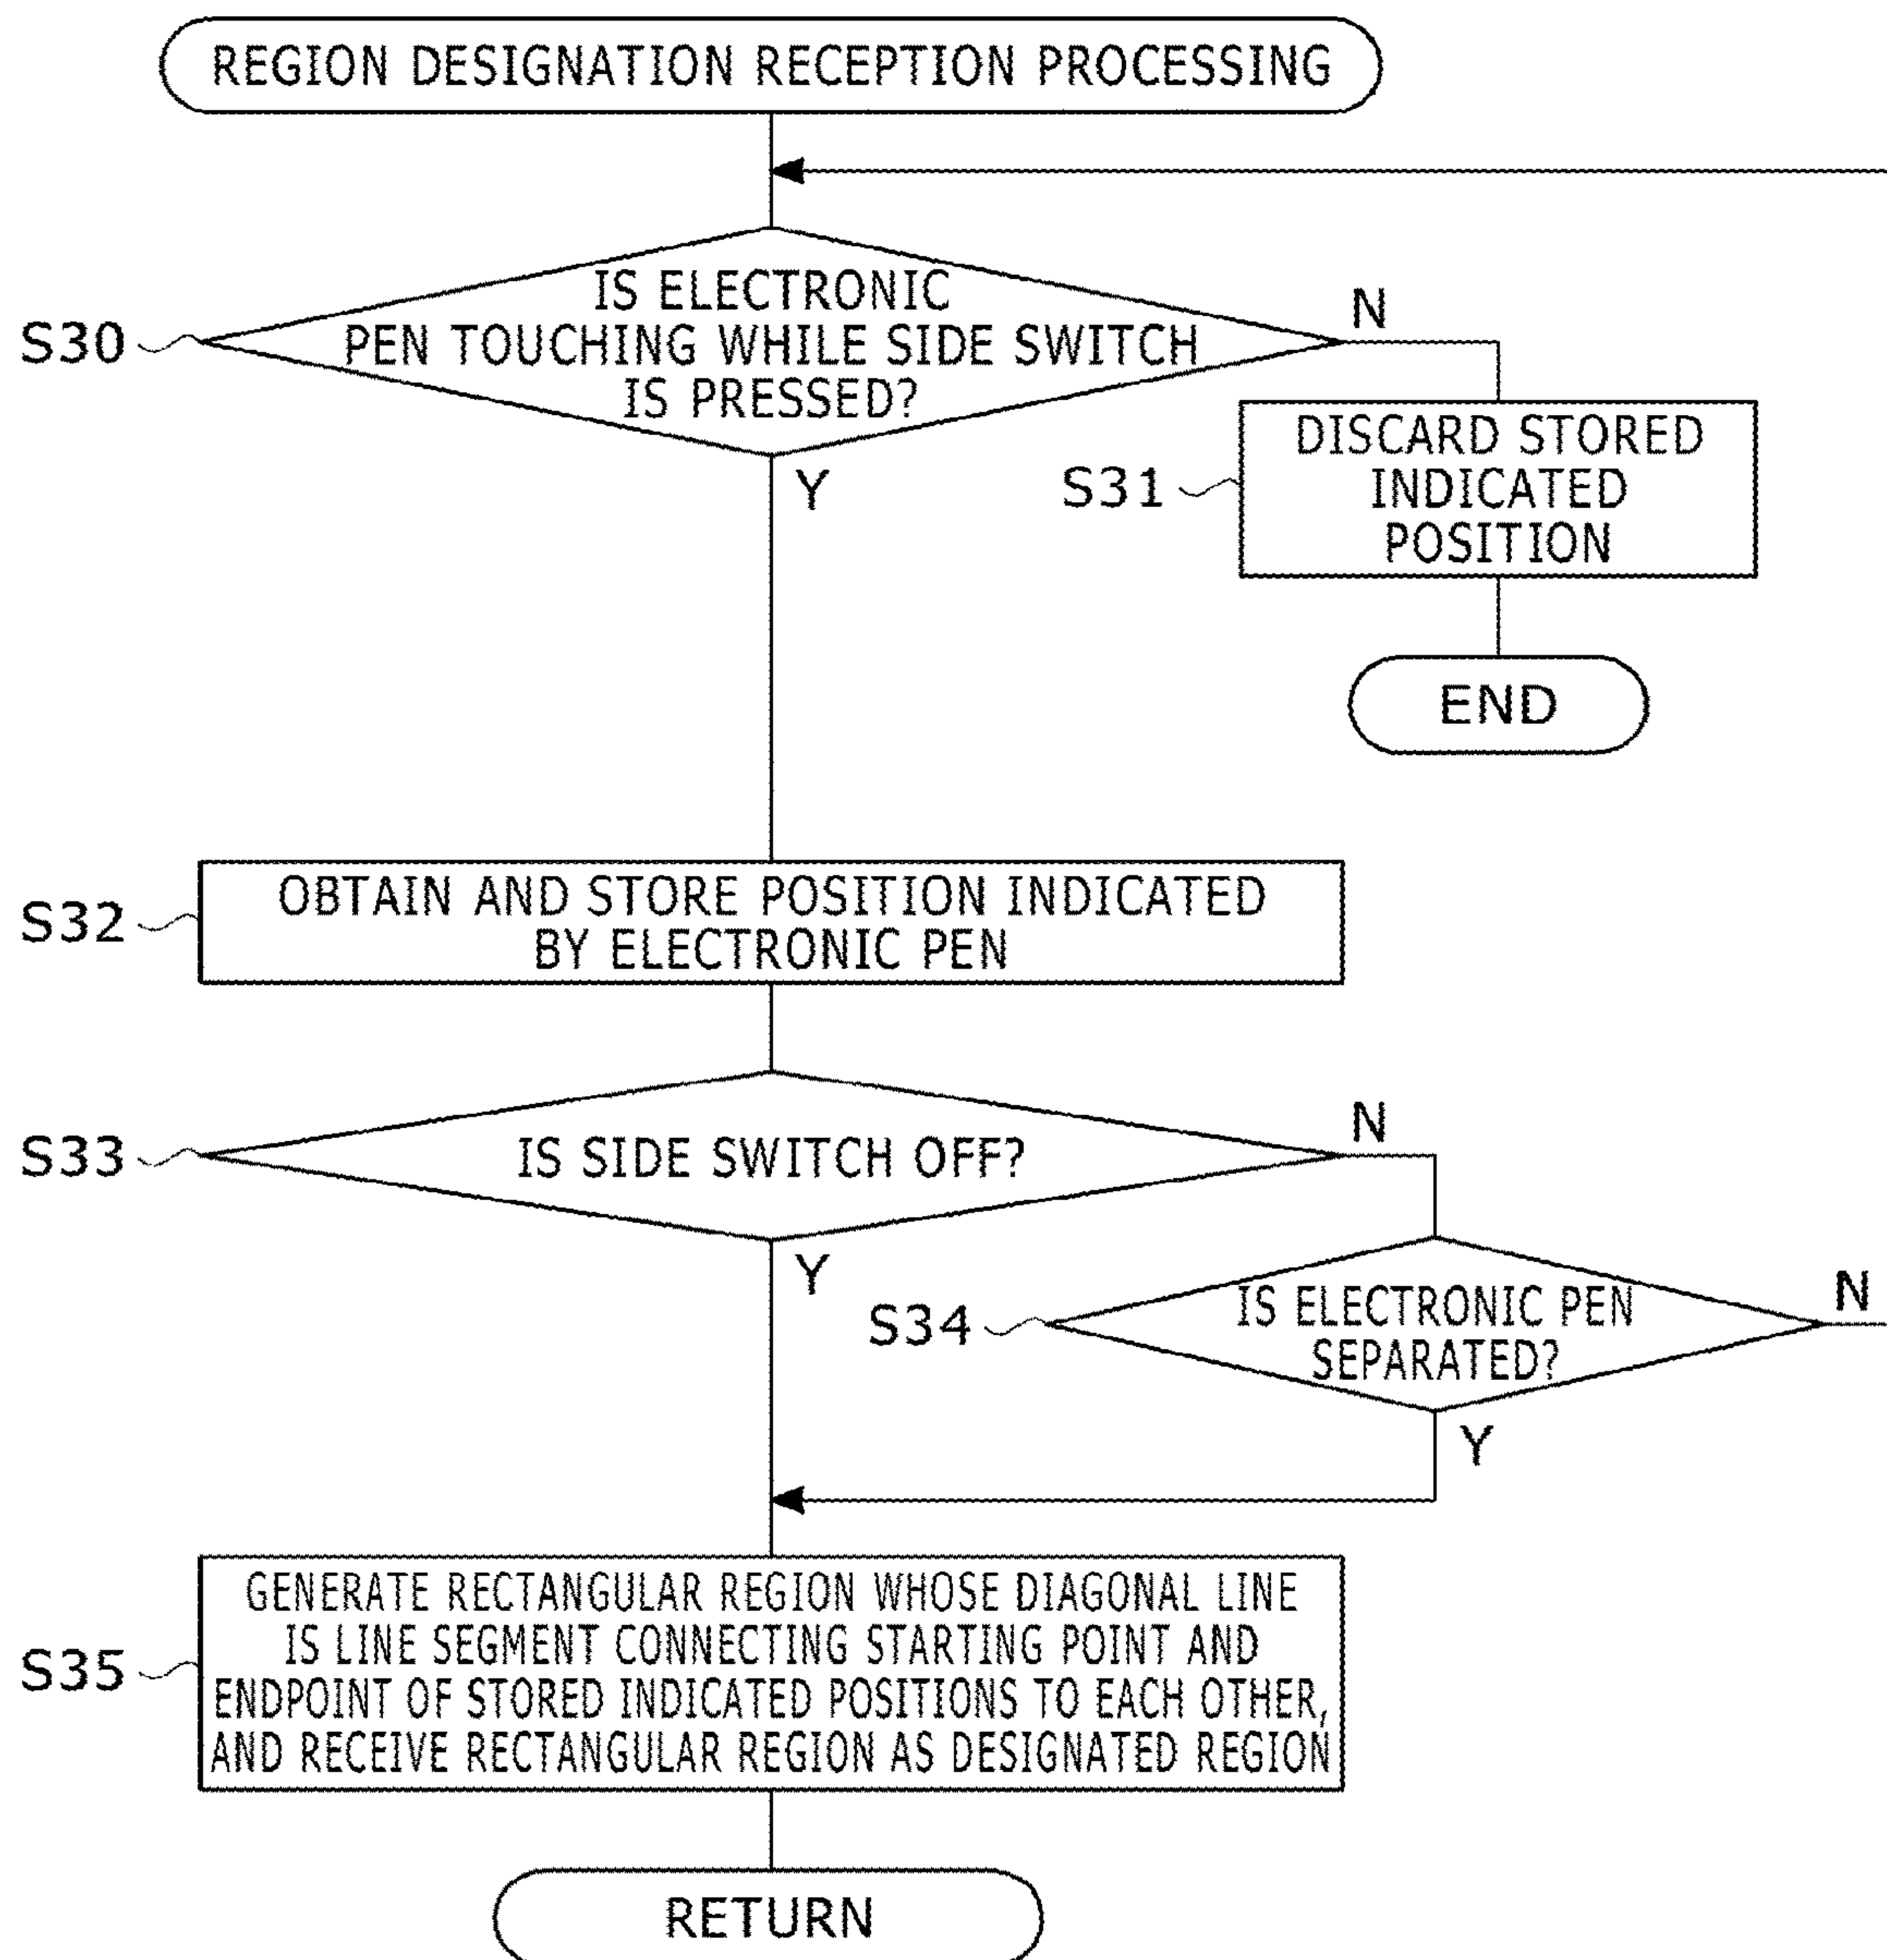 REGION DESIGNATION RECEPTION PROCESSING
S30
IS ELECTRONIC
PEN TOUCHING WHILE SIDE SWITCH
IS PRESSED?
N
Y
S31
DISCARD STORED
INDICATED
POSITION
END
S32
OBTAIN AND STORE POSITION INDICATED
BY ELECTRONIC PEN
S33
IS SIDE SWITCH OFF?
N
Y
S34
IS ELECTRONIC PEN
SEPARATED?
N
Y
S35
GENERATE RECTANGULAR REGION WHOSE DIAGONAL LINE
IS LINE SEGMENT CONNECTING STARTING POINT AND
ENDPOINT OF STORED INDICATED POSITIONS TO EACH OTHER,
AND RECEIVE RECTANGULAR REGION AS DESIGNATED REGION
RETURN